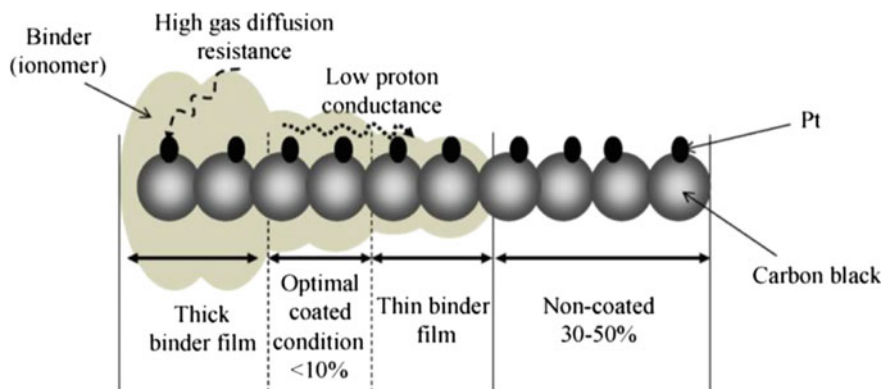 High gas diffusion
resistance
Binder
(ionomer)
Low proton
conductance
Pt
Carbon black
Thick
binder film
Optimal
coated
condition
<10%
Thin binder
film
Non-coated
30-50%